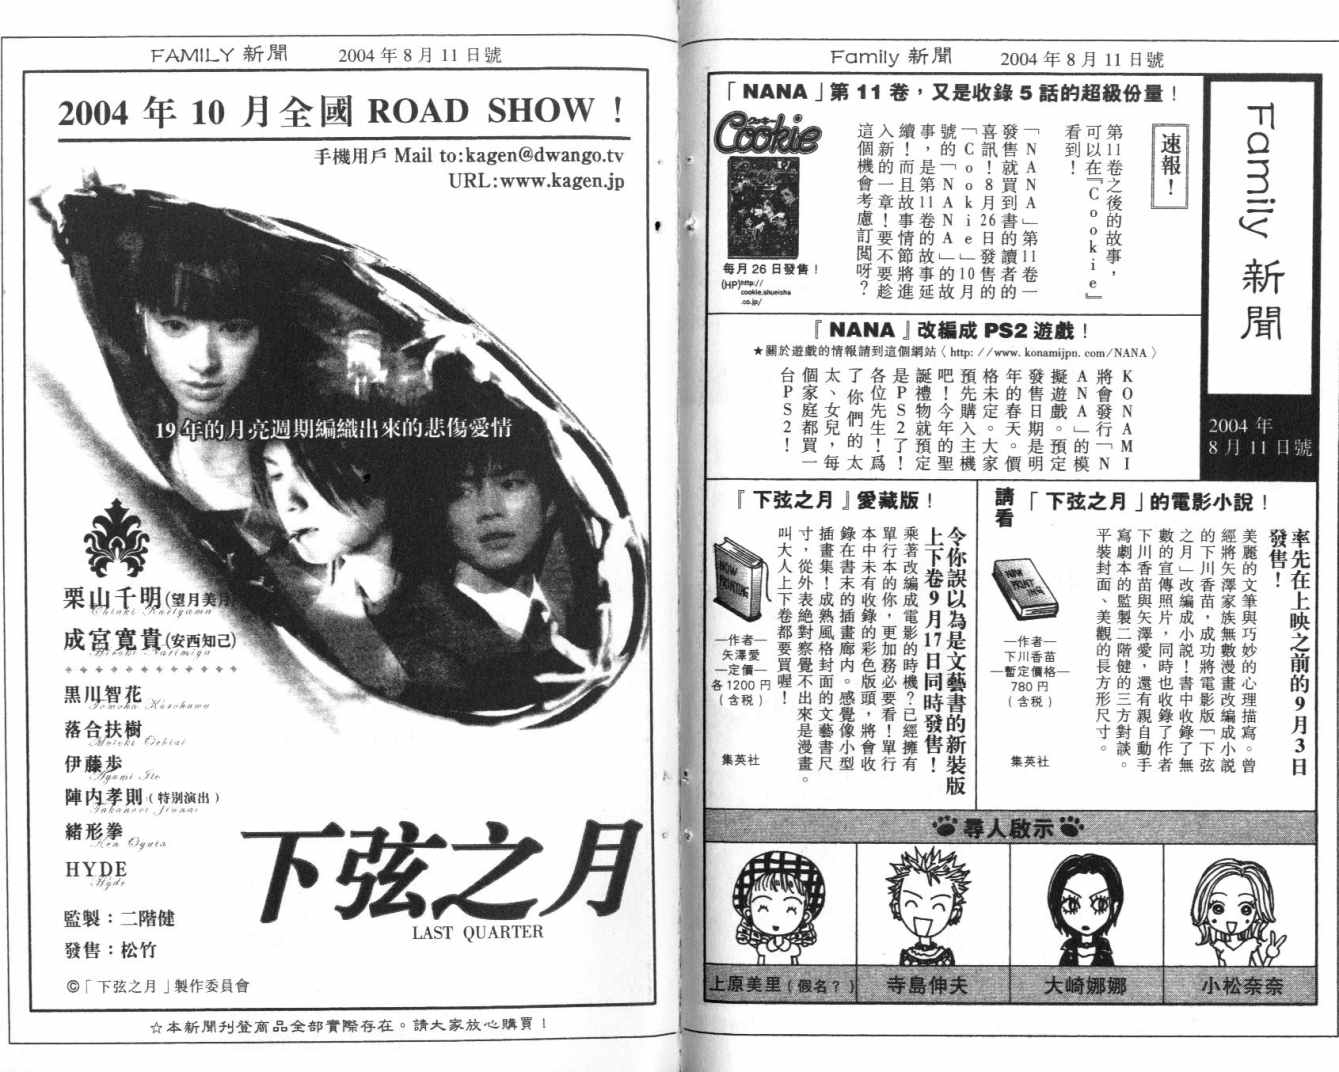 Family 新聞　2004 年 8 月 11 日號
Family 新聞
2004 年
8 月 11 日號
「 NANA 」第 11 卷，又是收錄 5 話的超級份量！
速報！
第11卷之後的故事，
可以在『Cookie』
看到！
「NANA」第11卷一
發售就買到書的讀者的
喜訊！8月26日發售的
「Cookie」10月
號的「NANA」的故
事，是第11卷的故事延
續！而且故事情節將進
入新的一章！要不要趁
這個機會考慮訂閱呀？
クッキー
Cookie
每月 26 日發售！
(HP)http://
cookie.shueisha
.co.jp/
『 NANA 』改編成 PS2 遊戲！
★關於遊戲的情報請到這個網站〈 http: //www. konamijpn. com/NANA 〉
KONAMI
將會發行「N
ANA」的模
擬遊戲。預定
發售日期是明
年的春天。價
格未定。大家
預先購入主機
吧！今年的聖
誕禮物就預定
是PS2了！
各位先生！爲
了你們的太
太、女兒，每
個家庭都買一
台PS2！
請看「下弦之月」的電影小說！
率先在上映之前的9月3日
發售！
美麗的文筆與巧妙的心理描寫。曾
經將矢澤家族無數漫畫改編成小説
的下川香苗，成功將電影版「下弦
之月」改編成小説！書中收錄了無
數的宣傳照片，同時也收錄了作者
下川香苗與矢澤愛，還有親自動手
寫劇本的監製二階健的三方對談。
平裝封面、美觀的長方形尺寸。
NOW
PRINT
ING
—作者—
下川香苗
—暫定價格—
780 円
（含税）
集英社
『 下弦之月 』愛藏版！
令你誤以為是文藝書的新装版
上下卷9月17日同時發售！
乘著改編成電影的時機？已經擁有
單行本的你，更加務必要看！單行
本中未有收錄的彩色版頭，將會收
錄在書末的插畫廊内。感覺像小型
插畫集！成熟風格封面的文藝書尺
寸，從外表絶對察覺不出來是漫畫。
叫大人上下卷都要買喔！
NOW
PRINTING
—作者—
矢澤愛
—定價—
各 1200 円
（含税）
集英社
尋人啟示
上原美里（假名？）
寺島伸夫
大崎娜娜
小松奈奈
FAMILY 新聞　2004 年 8 月 11 日號
2004 年 10 月全國 ROAD SHOW！
手機用戶 Mail to:kagen@dwango.tv
URL:www.kagen.jp
19 年的月亮週期編織出來的悲傷愛情
栗山千明(望月美月
Chiaki Kuriyama
成宮寬貴(安西知己)
Hiroki Narimiya
黑川智花
Tomoka Kurokawa
落合扶樹
Motoki Ochiai
伊藤歩
Ayumi Ito
陣内孝則（特別演出）
Takanori Jinnai
緒形拳
Ken Ogata
HYDE
Hyde
監製：二階健
發售：松竹
©「下弦之月」製作委員會
下弦之月
LAST QUARTER
☆本新聞刊登商品全部實際存在。請大家放心購買！